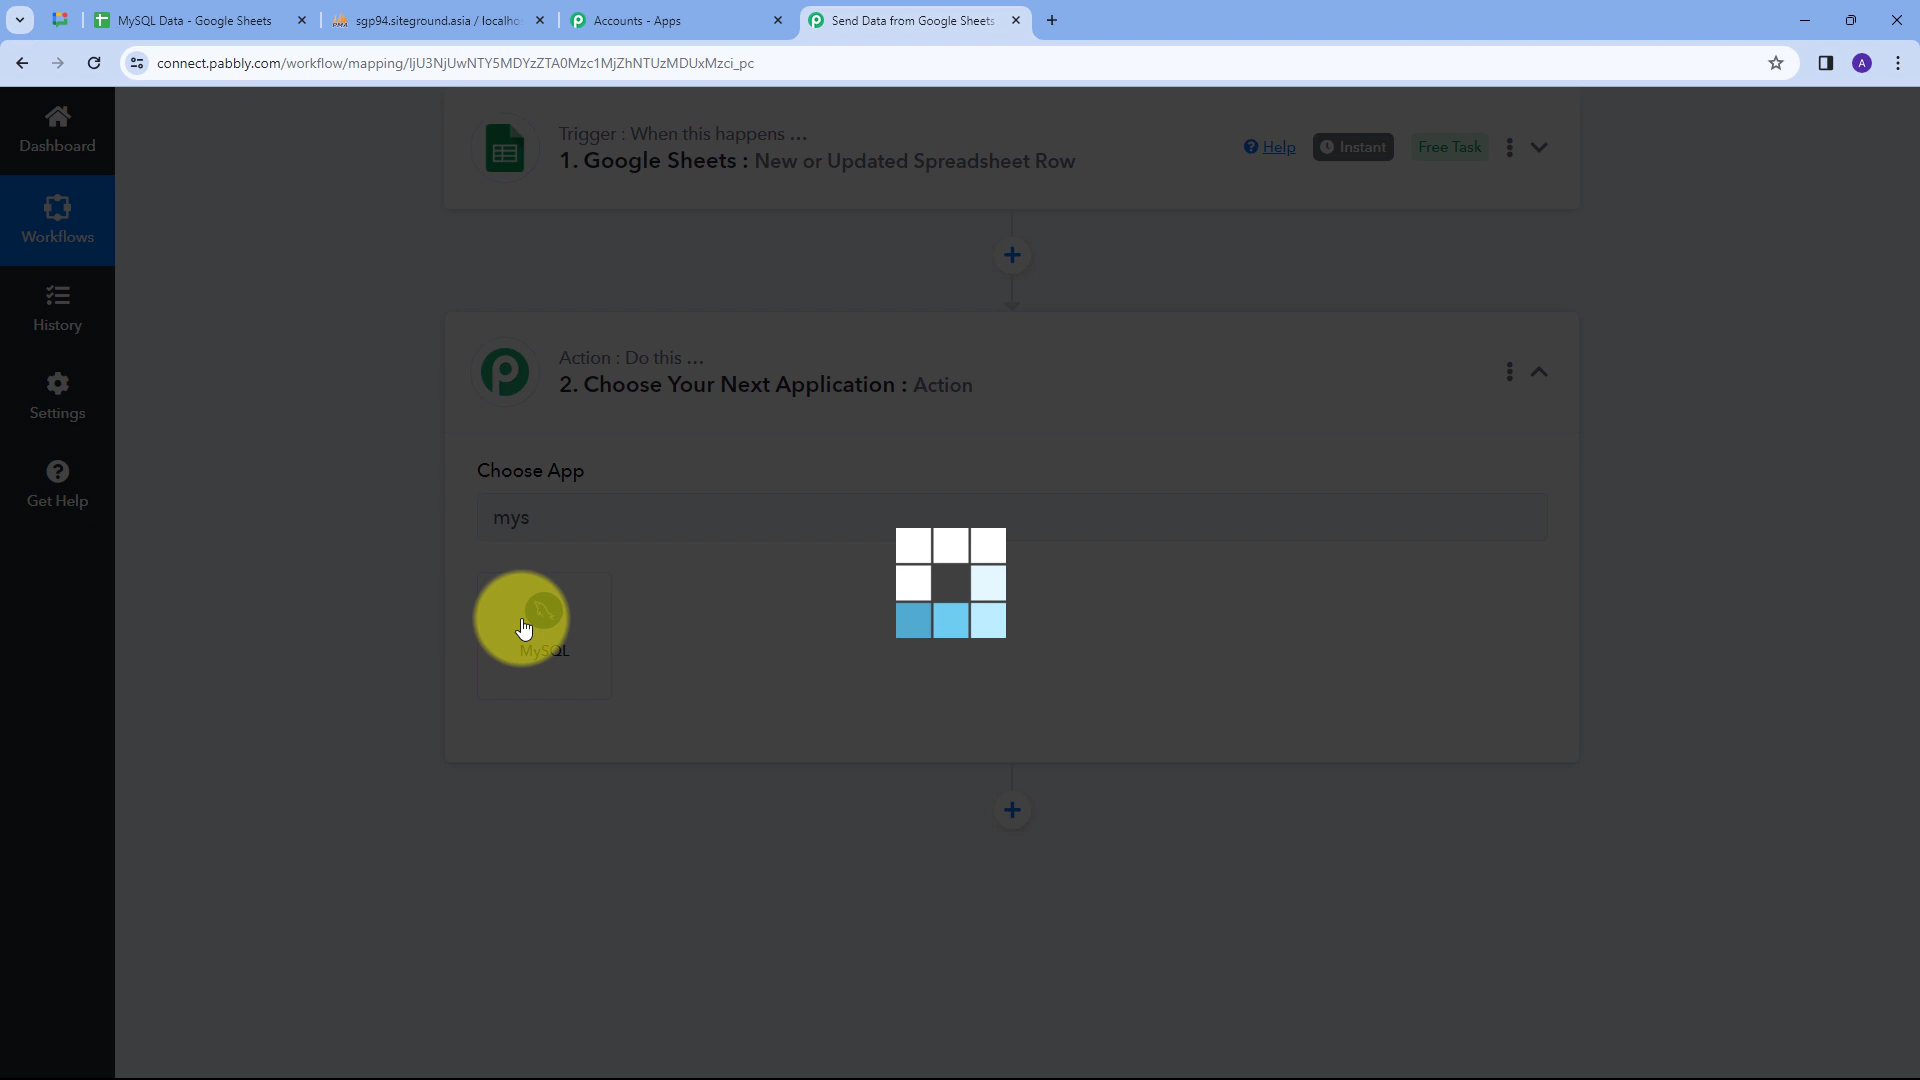 MySQL Data - Google Sheets
sgp94.siteground.asia / localho
Accounts - Apps
Send Data from Google Sheets
connect.pabbly.com/workflow/mapping/IjU3NjUwNTY5MDYzZTA0Mzc1MjZhNTUzMDUxMzci_pc
A
Dashboard
Workflows
History
Settings
Get Help
Trigger : When this happens ...
1. Google Sheets : New or Updated Spreadsheet Row
Help
Instant
Free Task
Action : Do this ...
2. Choose Your Next Application : Action
Choose App
mys
MySQL